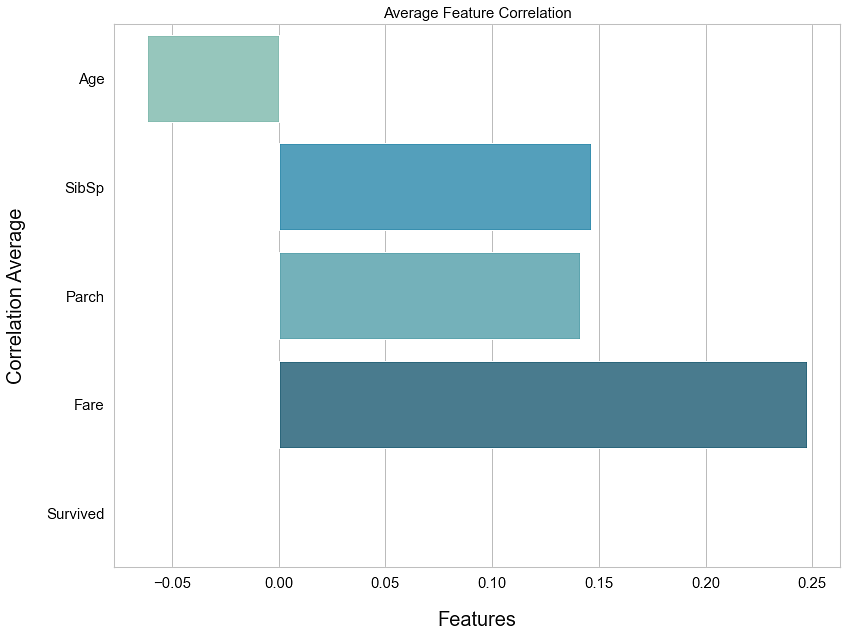 Average Feature Correlation
Age
SibSp
Parch
Fare
Survived
Correlation Average
−0.05 0.00 0.05 0.10 0.15 0.20 0.25
Features